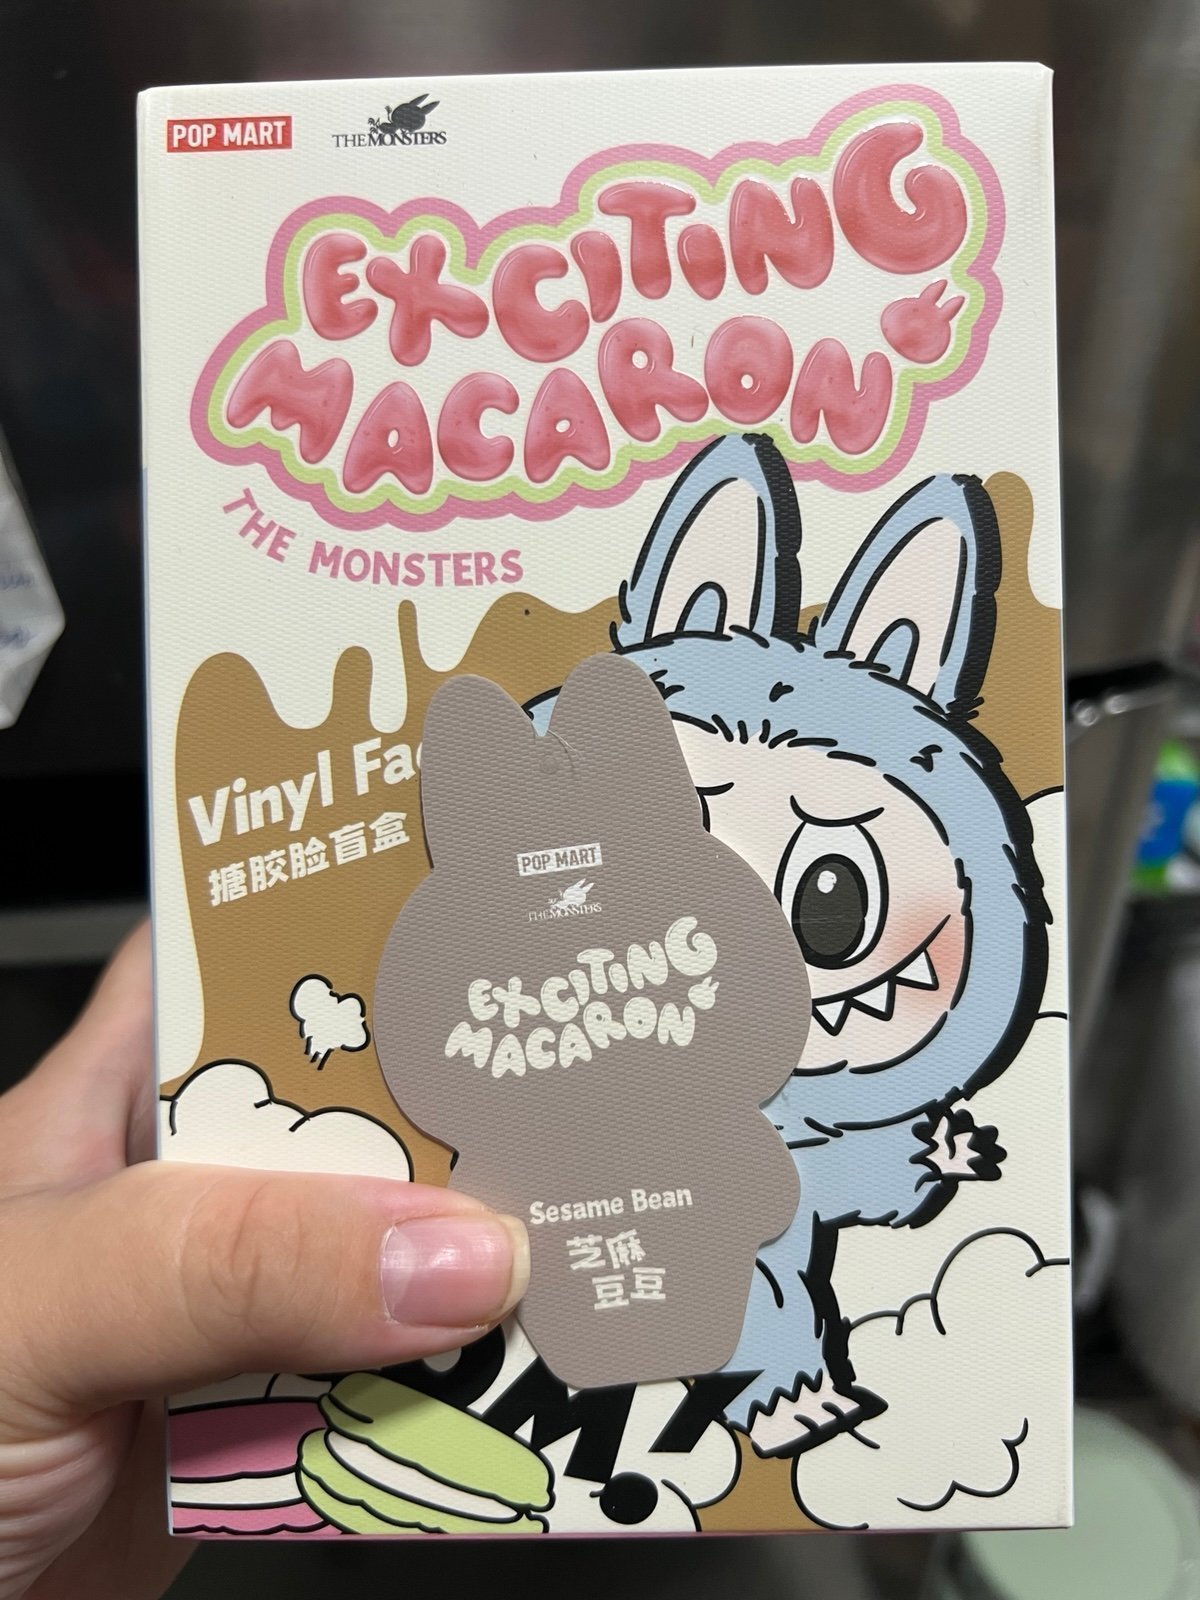 POP MART
THE MONSTERS
EXCITING
MACARON
THE MONSTERS
Vinyl
搪胶脸盲盒
POP MART
THE MONSTERS
EXCITING
MACARON
Sesame Bean
芝麻
豆豆